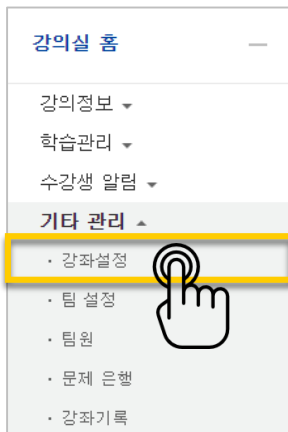 강의실 홈
강의정보
학습관리
수강생 알림
기타 관리
· 강좌설정
· 팀 설정
· 팀원
· 문제 은행
· 강좌기록